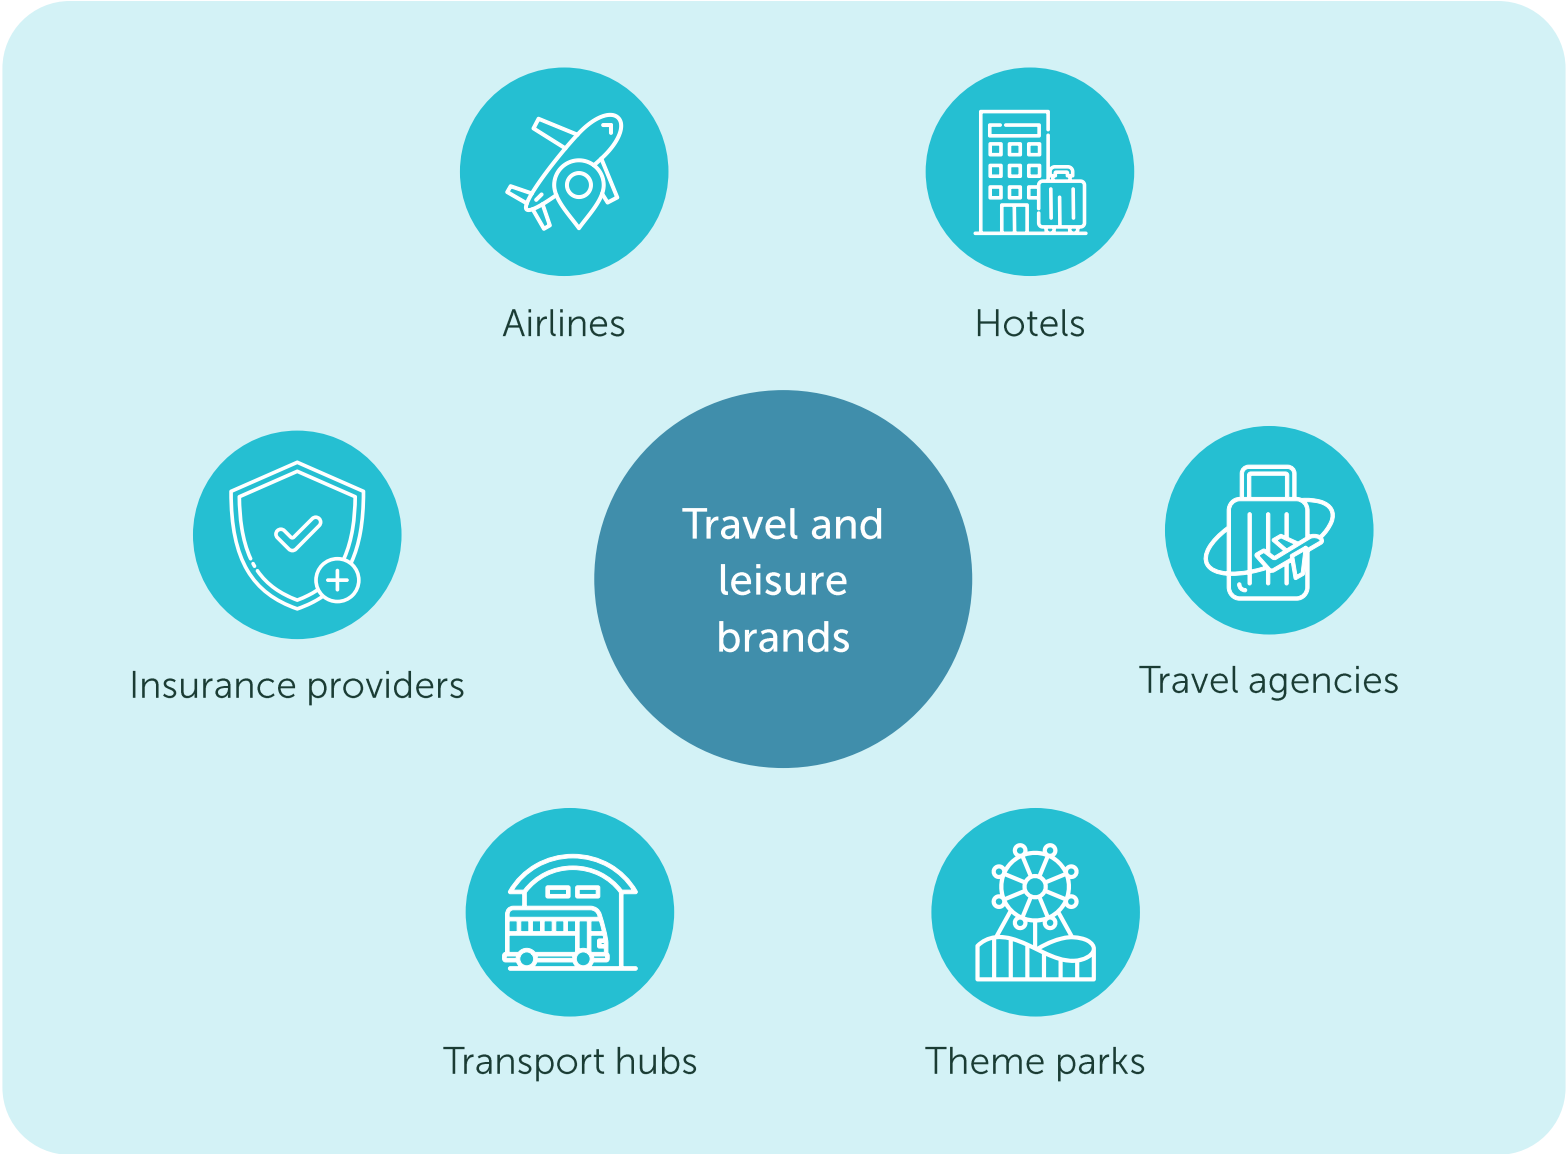 Airlines
Hotels
Travel and
leisure
brands
Insurance providers
Travel agencies
Transport hubs
Theme parks